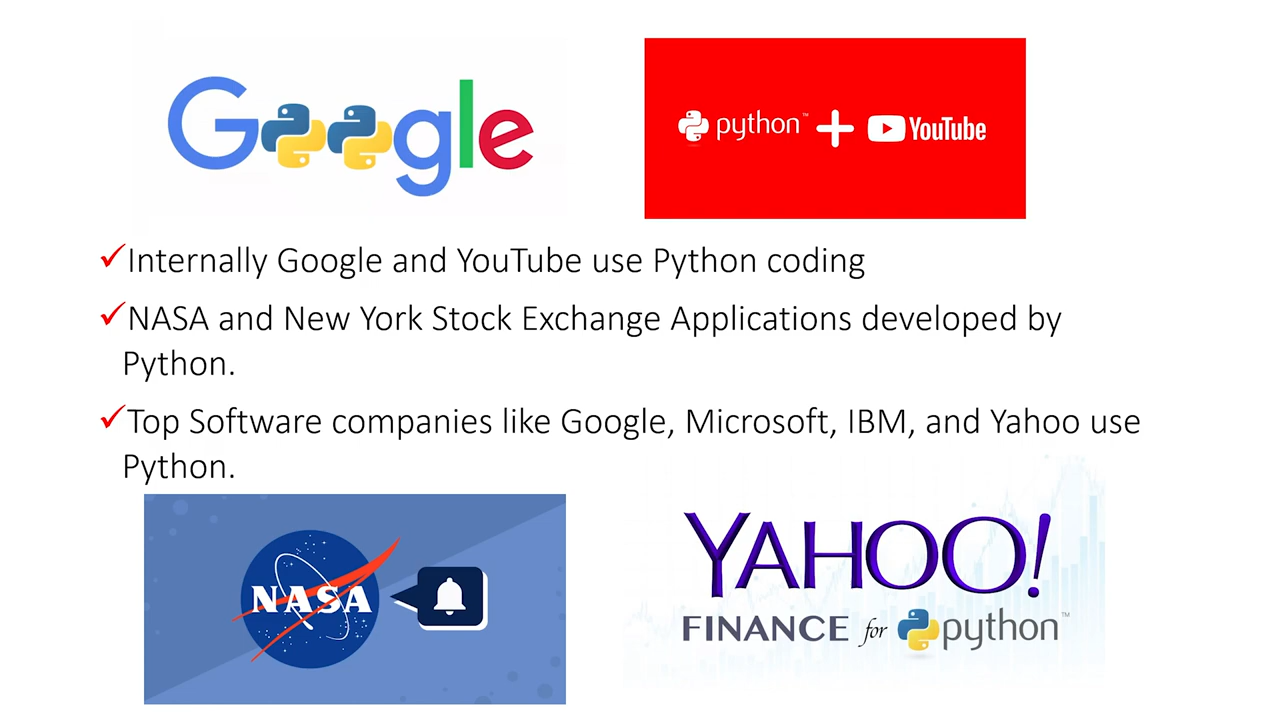 Google
python™ + YouTube
✓Internally Google and YouTube use Python coding
✓NASA and New York Stock Exchange Applications developed by
Python.
✓Top Software companies like Google, Microsoft, IBM, and Yahoo use
Python.
NASA
YAHOO!
FINANCE for python™